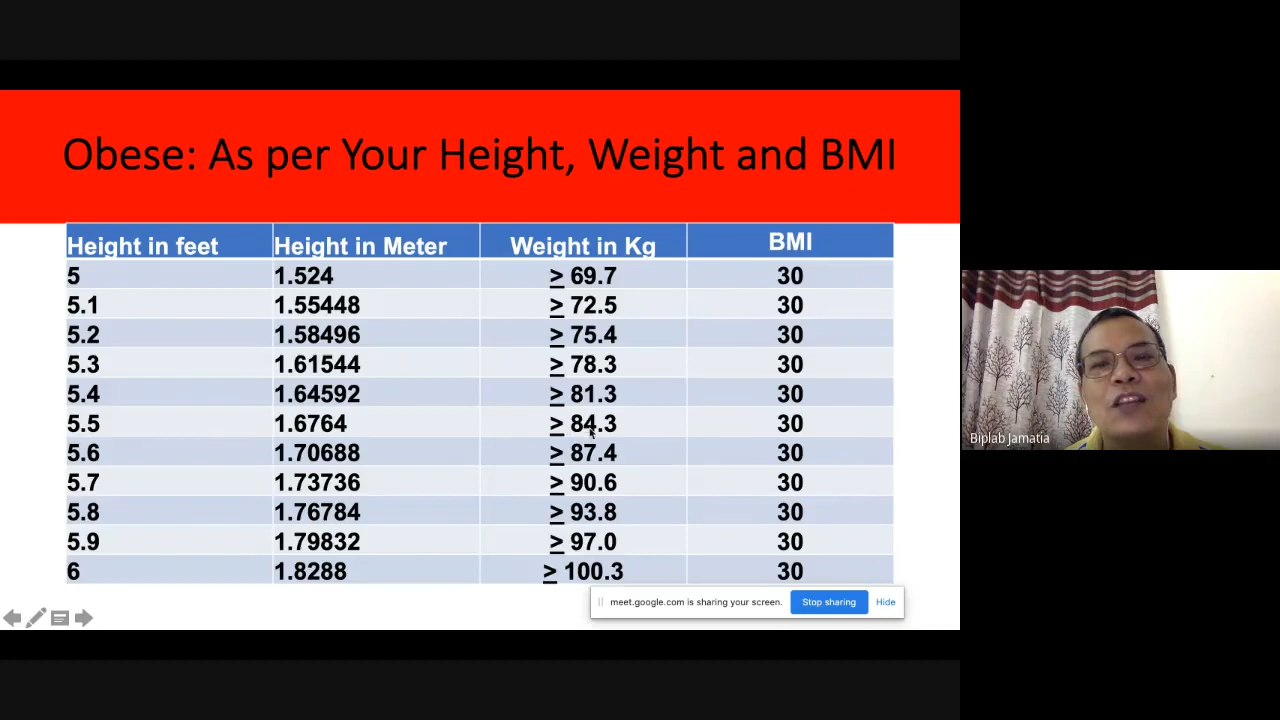 Obese: As per Your Height, Weight and BMI
Height in feet Height in Meter Weight in Kg BMI
5 1.524 ≥ 69.7 30
5.1 1.55448 ≥ 72.5 30
5.2 1.58496 ≥ 75.4 30
5.3 1.61544 ≥ 78.3 30
5.4 1.64592 ≥ 81.3 30
5.5 1.6764 ≥ 84.3 30
5.6 1.70688 ≥ 87.4 30
5.7 1.73736 ≥ 90.6 30
5.8 1.76784 ≥ 93.8 30
5.9 1.79832 ≥ 97.0 30
6 1.8288 ≥ 100.3 30
meet.google.com is sharing your screen. Stop sharing Hide
Biplab Jamatia